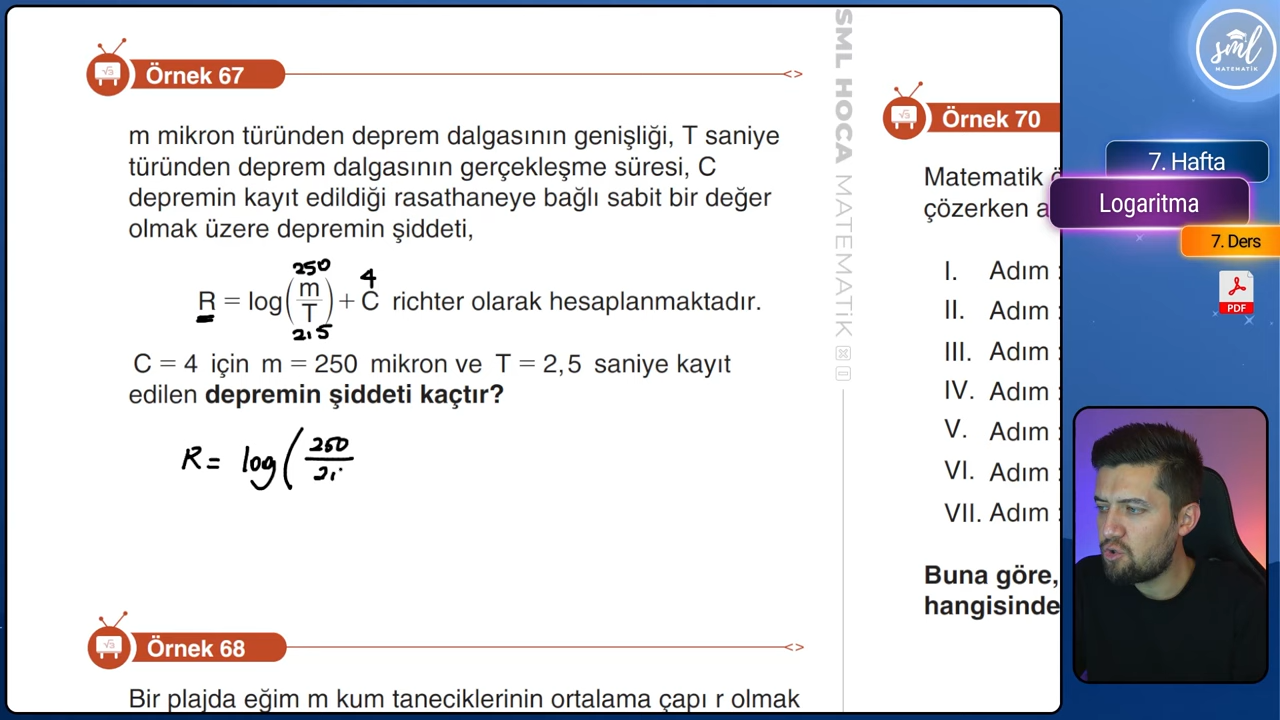 Örnek 67
m mikron türünden deprem dalgasının genişliği, T saniye
türünden deprem dalgasının gerçekleşme süresi, C
depremin kayıt edildiği rasathaneye bağlı sabit bir değer
olmak üzere depremin şiddeti,
250
4
R = log(m/T) + C richter olarak hesaplanmaktadır.
2,5
C = 4 için m = 250 mikron ve T = 2,5 saniye kayıt
edilen depremin şiddeti kaçtır?
R = log(250/2,
Örnek 68
Bir plajda eğim m kum taneciklerinin ortalama çapı r olmak
SML HOCA MATEMATİK
Örnek 70
Matematik ö
çözerken a
I. Adım :
II. Adım :
III. Adım :
IV. Adım :
V. Adım :
VI. Adım :
VII. Adım :
Buna göre,
hangisinde
sml
MATEMATİK
7. Hafta
Logaritma
7. Ders
PDF